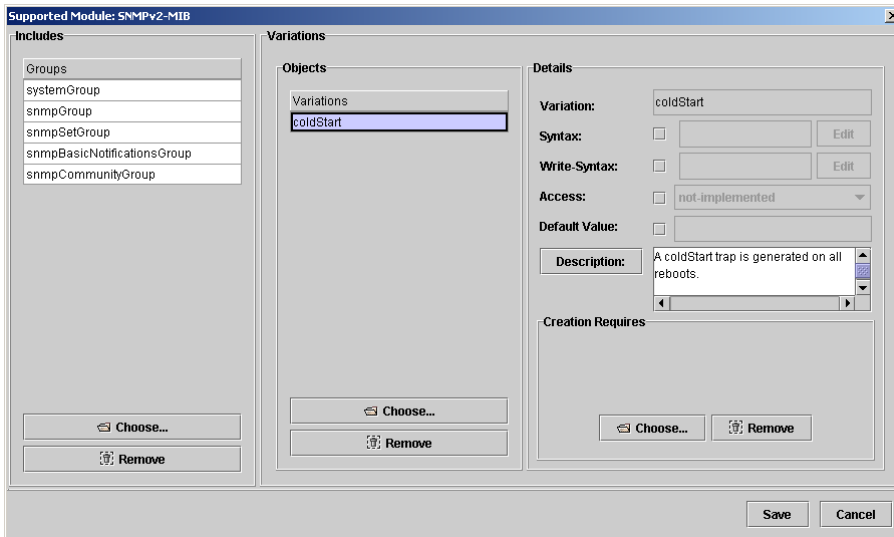 Supported Module: SNMPv2-MIB
Includes
Groups
systemGroup
snmpGroup
snmpSetGroup
snmpBasicNotificationsGroup
snmpCommunityGroup
Choose...
Remove
Variations
Objects
Variations
coldStart
Choose...
Remove
Details
Variation: coldStart
Syntax: Edit
Write-Syntax: Edit
Access: not-implemented
Default Value:
Description: A coldStart trap is generated on all
reboots.
Creation Requires
Choose... Remove
Save Cancel